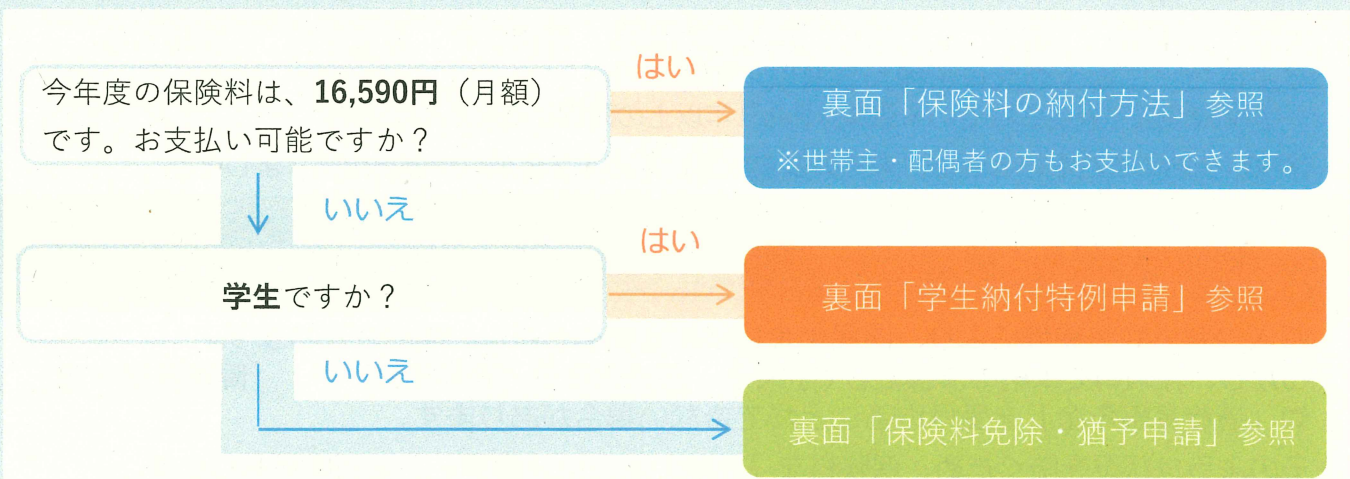 今年度の保険料は、16,590円（月額）
です。お支払い可能ですか？
はい
裏面「保険料の納付方法」参照
※世帯主・配偶者の方もお支払いできます。
いいえ
学生ですか？
はい
裏面「学生納付特例申請」参照
いいえ
裏面「保険料免除・猶予申請」参照